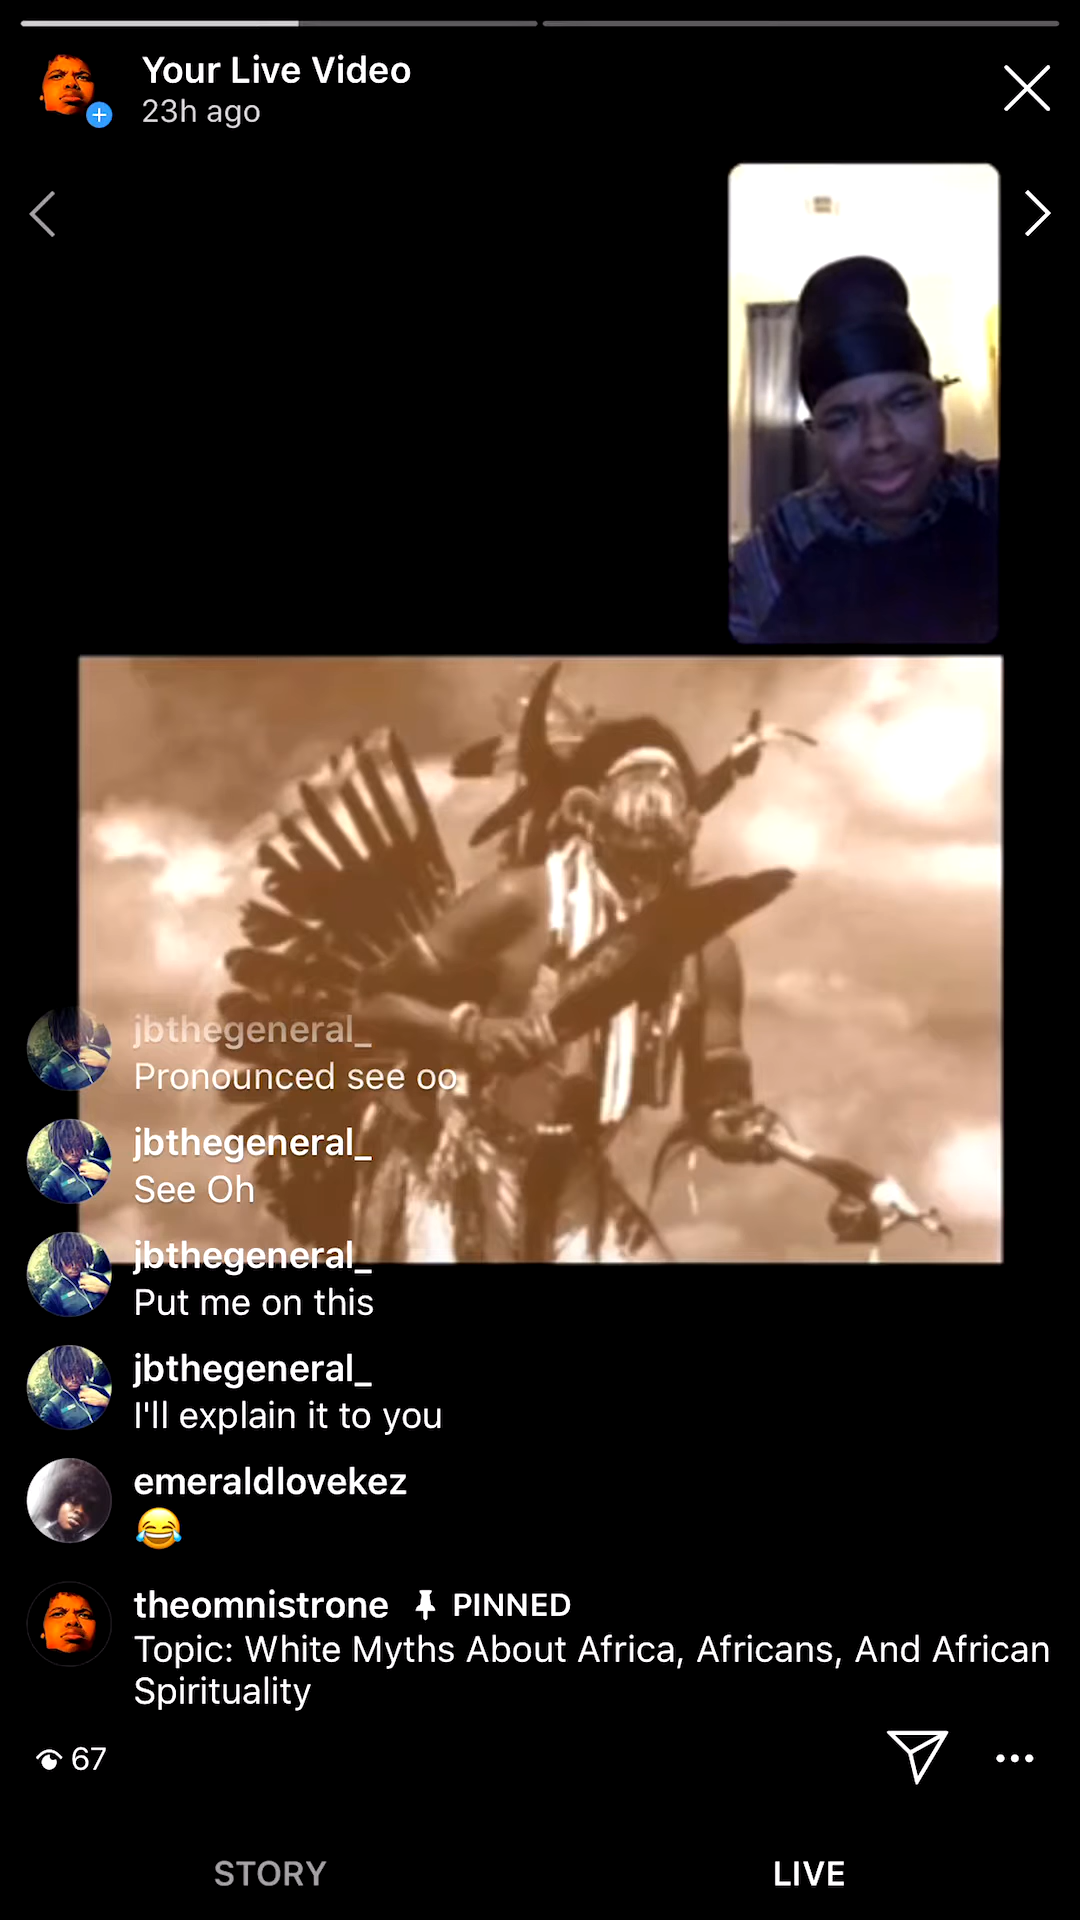 Your Live Video
23h ago
jbthegeneral_
Pronounced see oo
jbthegeneral_
See Oh
jbthegeneral_
Put me on this
jbthegeneral_
I'll explain it to you
emeraldlovekez
😂
theomnistrone PINNED
Topic: White Myths About Africa, Africans, And African
Spirituality
67
STORY
LIVE